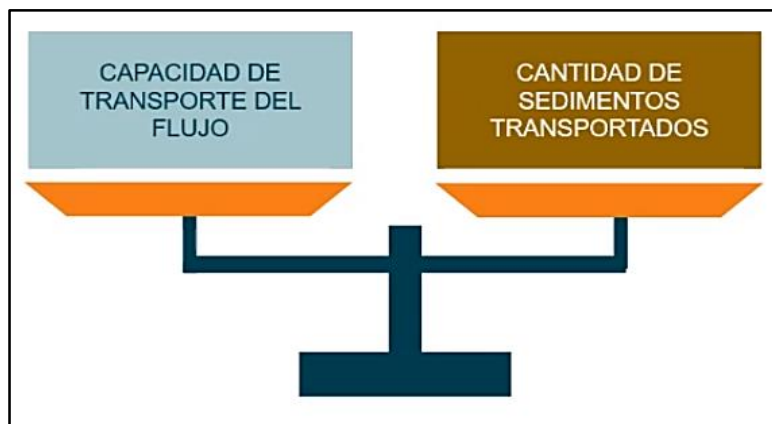 CAPACIDAD DE
TRANSPORTE DEL
FLUJO
CANTIDAD DE
SEDIMENTOS
TRANSPORTADOS